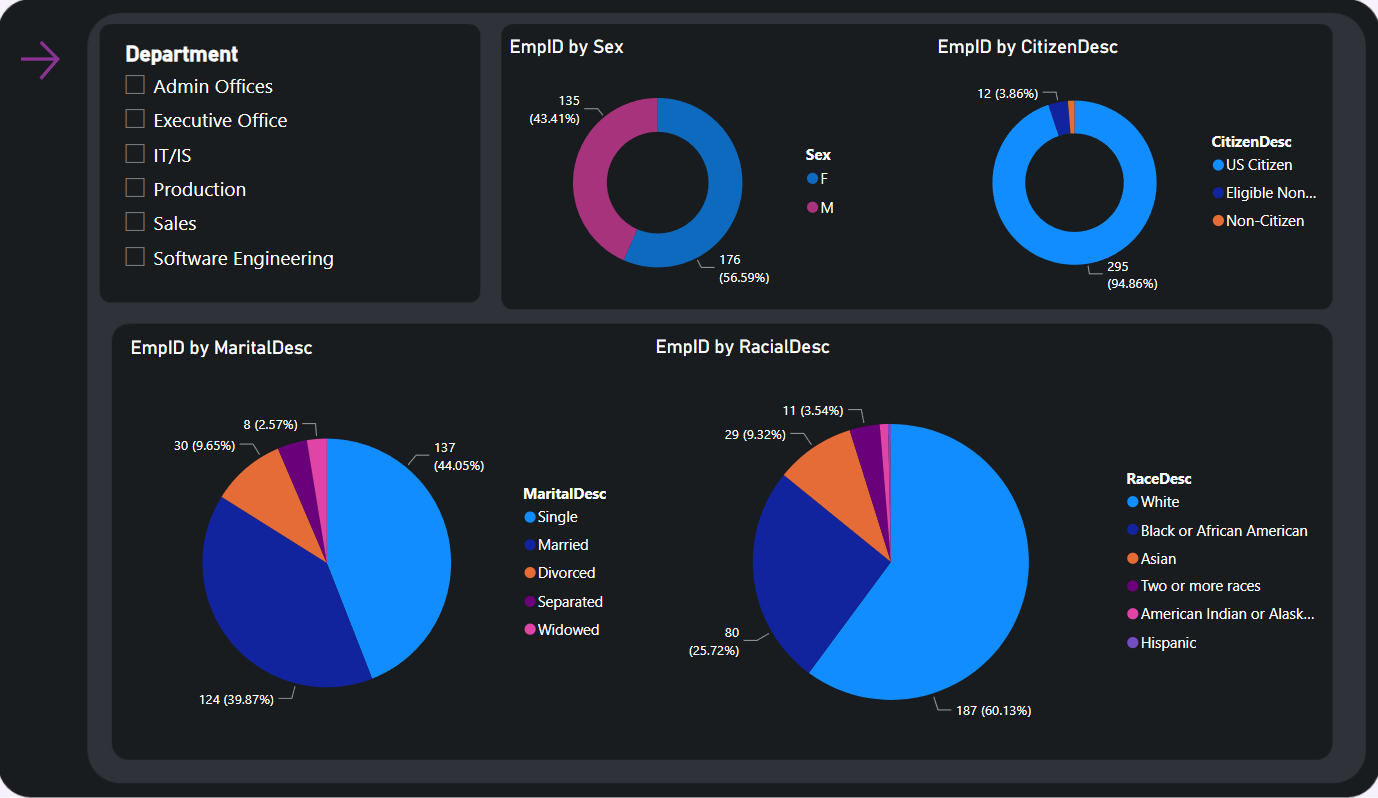 Department
Admin Offices
Executive Office
IT/IS
Production
Sales
Software Engineering
EmpID by Sex
135
(43.41%)
176
(56.59%)
Sex
F
M
EmpID by CitizenDesc
12 (3.86%)
295
(94.86%)
CitizenDesc
US Citizen
Eligible Non...
Non-Citizen
EmpID by MaritalDesc
8 (2.57%)
30 (9.65%)
137
(44.05%)
124 (39.87%)
MaritalDesc
Single
Married
Divorced
Separated
Widowed
EmpID by RacialDesc
11 (3.54%)
29 (9.32%)
80
(25.72%)
187 (60.13%)
RaceDesc
White
Black or African American
Asian
Two or more races
American Indian or Alask...
Hispanic